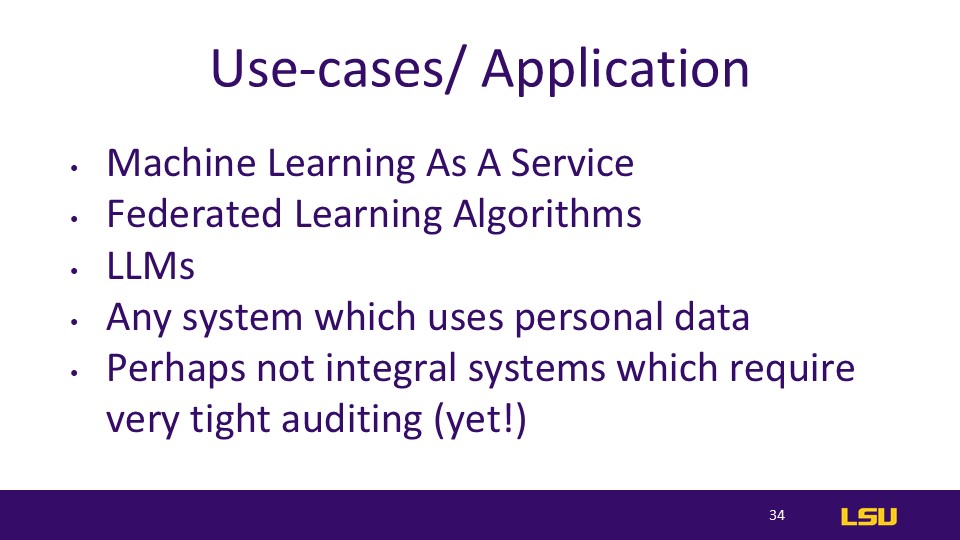 Use-cases/ Application
• Machine Learning As A Service
• Federated Learning Algorithms
• LLMs
• Any system which uses personal data
• Perhaps not integral systems which require
very tight auditing (yet!)
34
LSU